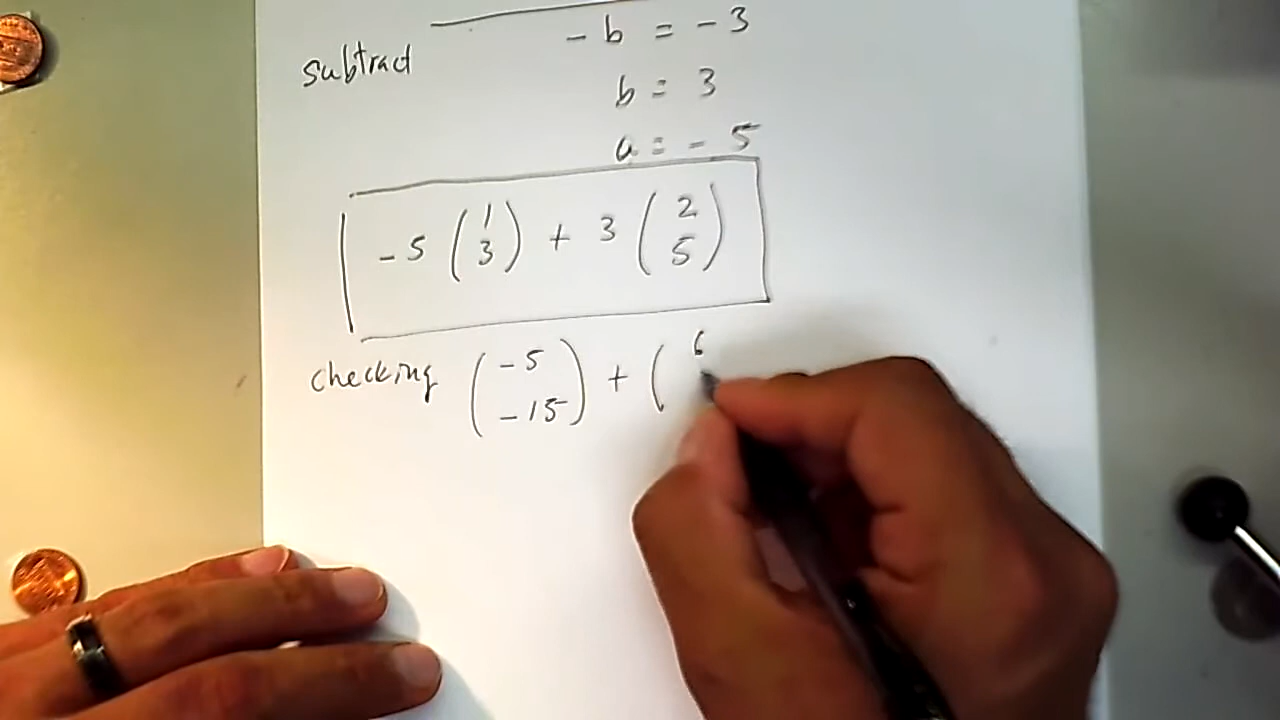 - b = - 3
subtract
b = 3
a = - 5
-5 (1 3) + 3 (2 5)
checking (-5 -15) + ( 6